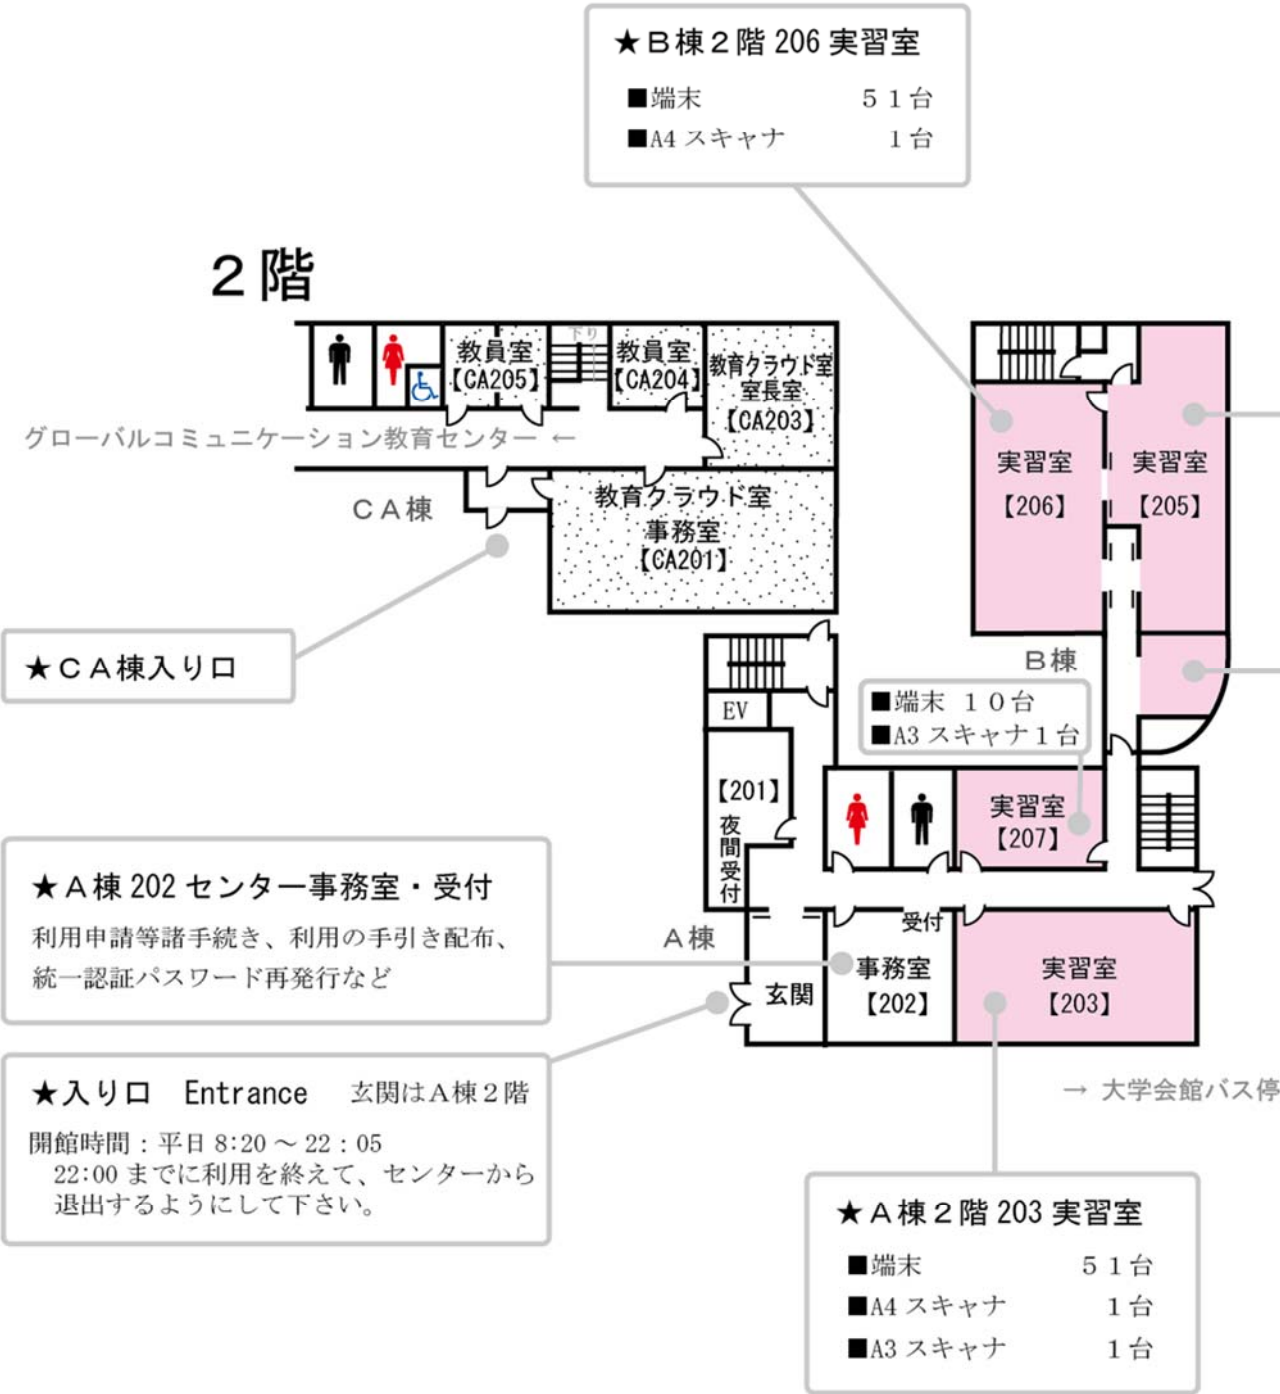 ★Ｂ棟２階 206 実習室
■端末 ５１台
■A4 スキャナ １台
２階
下り
教員室
【CA205】
教員室
【CA204】
教育クラウド室
室長室
【CA203】
グローバルコミュニケーション教育センター ←
ＣＡ棟
教育クラウド室
事務室
【CA201】
実習室
【206】
実習室
【205】
★ＣＡ棟入り口
Ｂ棟
■端末 １０台
■A3 スキャナ１台
EV
【201】
夜間受付
実習室
【207】
★Ａ棟 202 センター事務室・受付
利用申請等諸手続き、利用の手引き配布、
統一認証パスワード再発行など
Ａ棟
受付
事務室
【202】
玄関
実習室
【203】
★入り口 Entrance 玄関はＡ棟２階
開館時間：平日 8:20 ～ 22：05
22:00 までに利用を終えて、センターから
退出するようにして下さい。
→ 大学会館バス停
★Ａ棟２階 203 実習室
■端末 ５１台
■A4 スキャナ １台
■A3 スキャナ １台